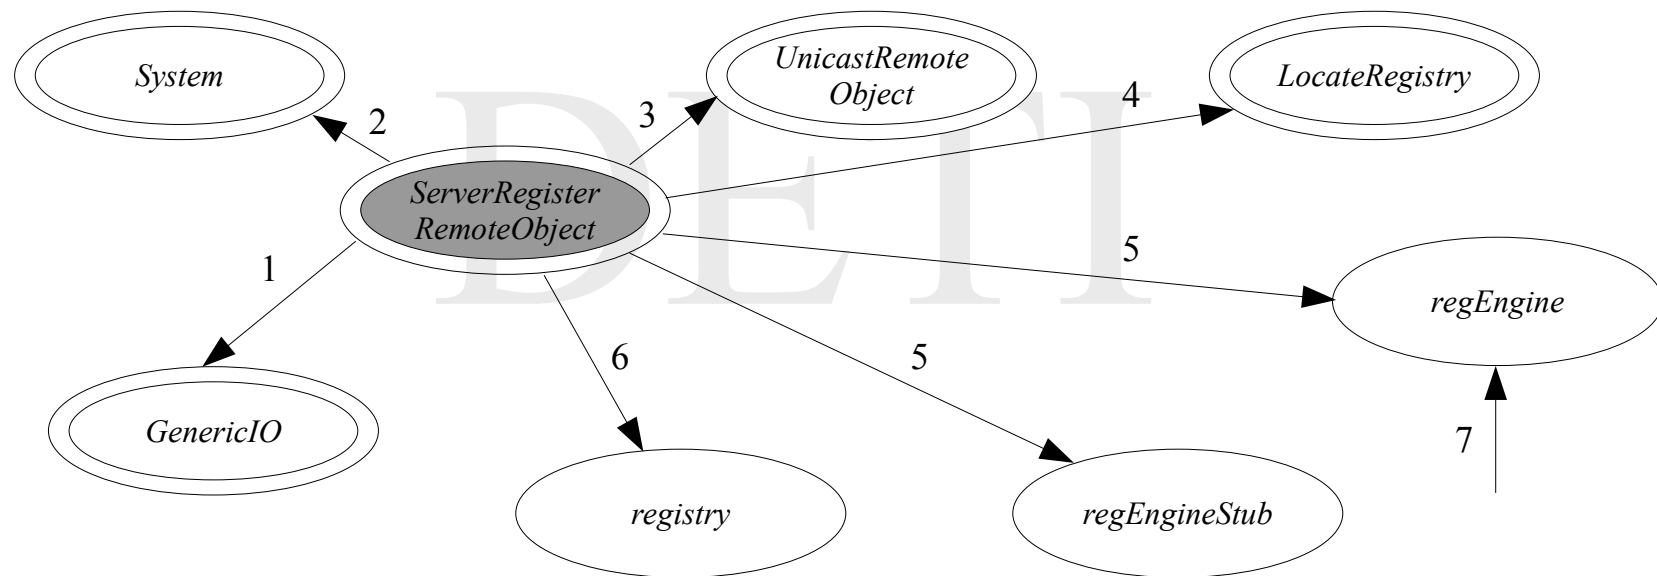 System
UnicastRemote
Object
LocateRegistry
2
3
4
ServerRegister
RemoteObject
DETI
1
5
regEngine
6
5
GenericIO
7
registry
regEngineStub